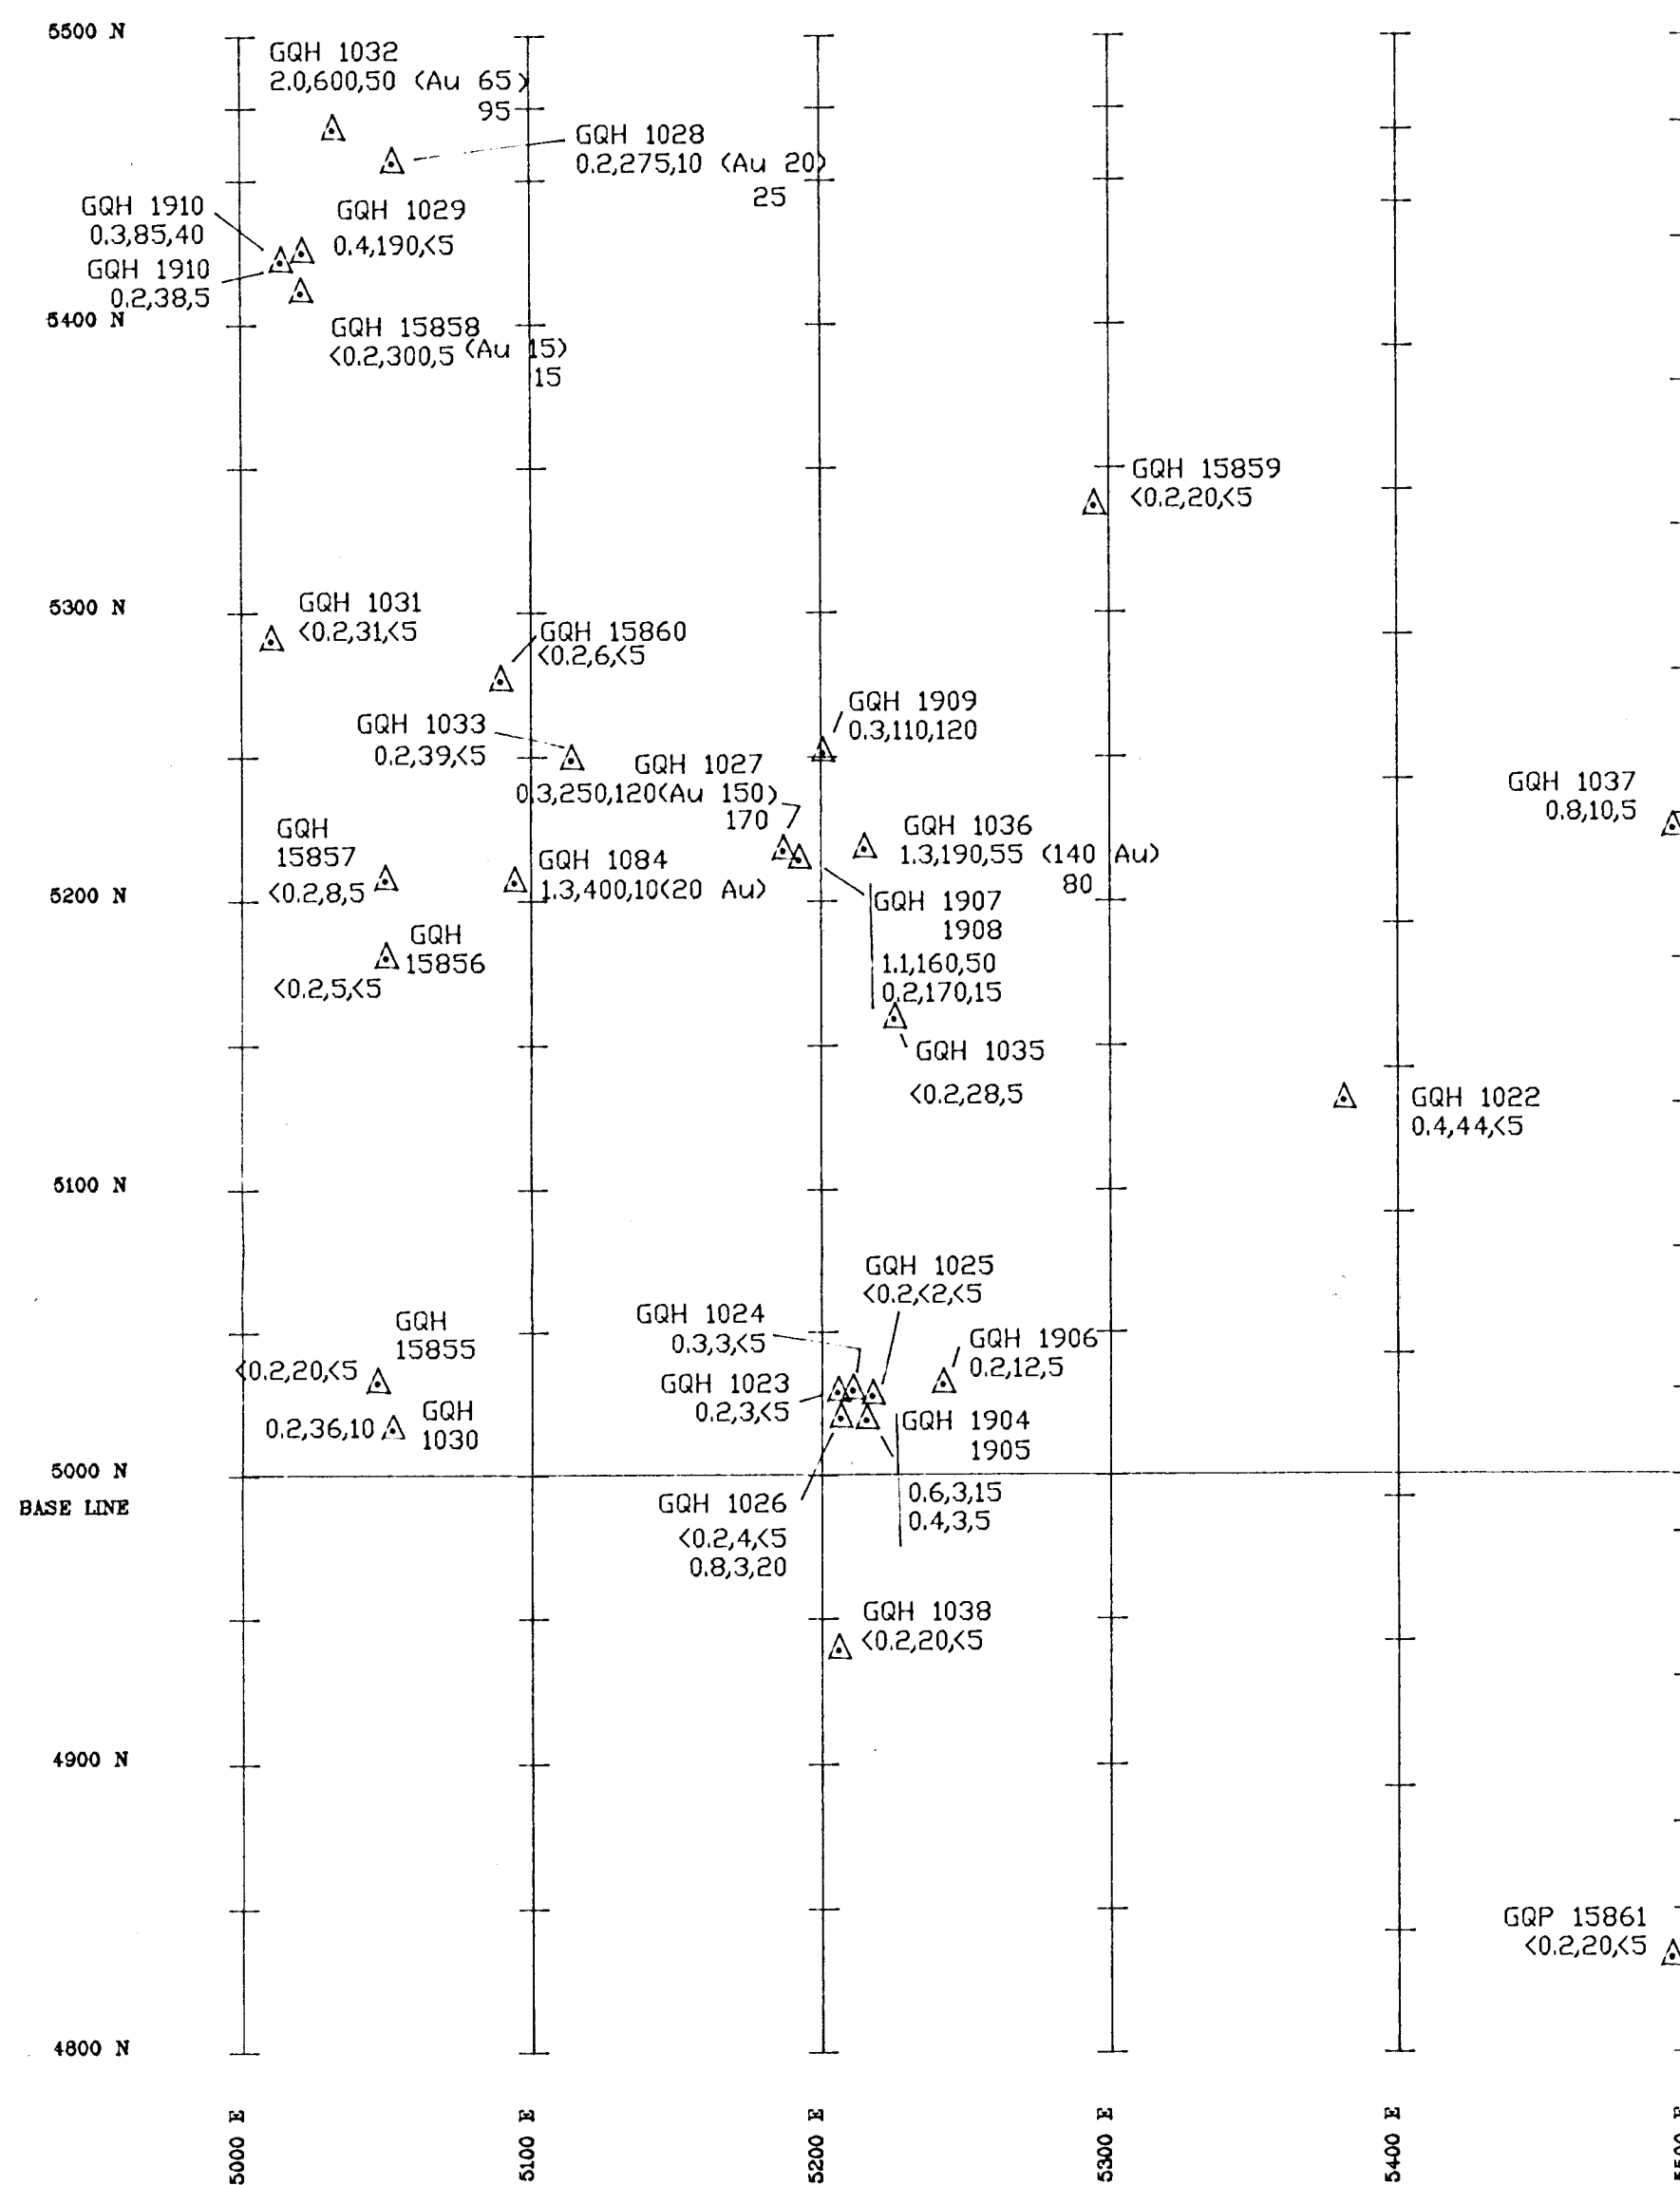 5500 N
GQH 1032
2.0,600,50 (Au 65)
95
GQH 1028
0.2,275,10 (Au 20)
25
GQH 1910
0.3,85,40
GQH 1029
0.4,190,<5
GQH 1910
0.2,38,5
5400 N
GQH 15858
<0.2,300,5 (Au 15)
15
GQH 15859
<0.2,20,<5
5300 N
GQH 1031
<0.2,31,<5
GQH 15860
<0.2,6,<5
GQH 1033
0.2,39,<5
GQH 1909
0.3,110,120
GQH 1027
0.3,250,120(Au 150)
170
GQH 1037
0.8,10,5
GQH
15857
<0.2,8,5
GQH 1084
1.3,400,10(20 Au)
GQH 1036
1.3,190,55 (140 Au)
80
5200 N
GQH 1907
1908
1.1,160,50
0.2,170,15
GQH
15856
<0.2,5,<5
GQH 1035
<0.2,28,5
GQH 1022
0.4,44,<5
5100 N
GQH 1025
<0.2,<2,<5
GQH 1024
0.3,3,<5
GQH 1906
0.2,12,5
GQH
15855
<0.2,20,<5
GQH 1023
0.2,3,<5
0.2,36,10
GQH
1030
GQH 1904
1905
0.6,3,15
0.4,3,5
5000 N
BASE LINE
GQH 1026
<0.2,4,<5
0.8,3,20
GQH 1038
<0.2,20,<5
4900 N
GQP 15861
<0.2,20,<5
4800 N
5000 E
5100 E
5200 E
5300 E
5400 E
5500 E